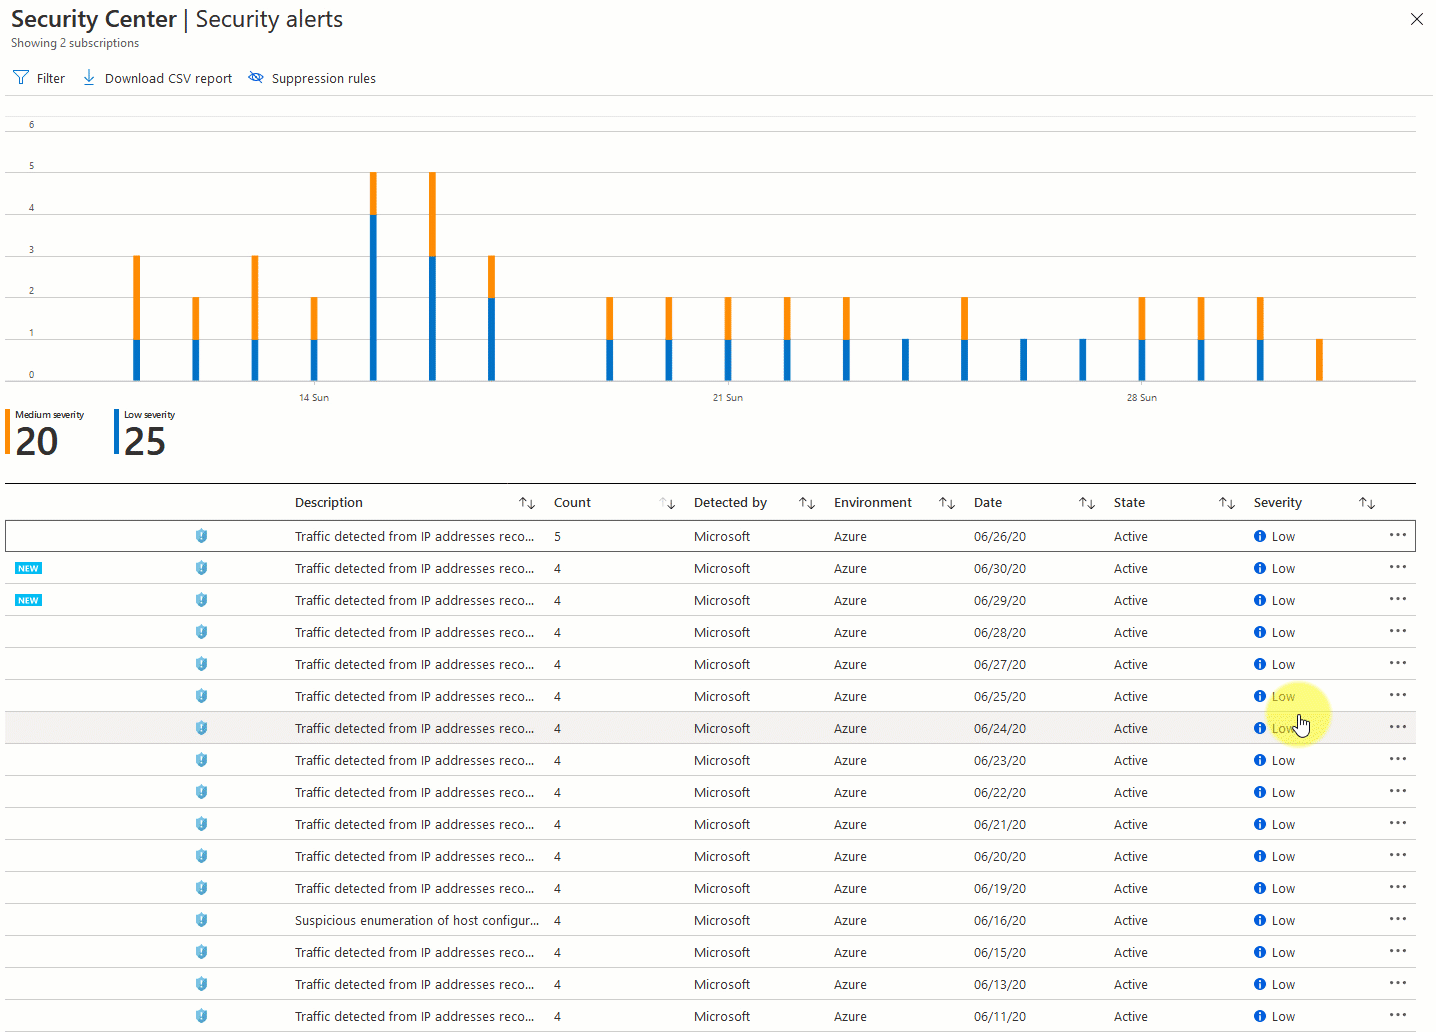 Security Center | Security alerts
Showing 2 subscriptions
Filter Download CSV report Suppression rules
6
5
4
3
2
1
0
14 Sun 21 Sun 28 Sun
Medium severity Low severity
20 25
Description Count Detected by Environment Date State Severity
Traffic detected from IP addresses reco... 5 Microsoft Azure 06/26/20 Active Low
NEW Traffic detected from IP addresses reco... 4 Microsoft Azure 06/30/20 Active Low
NEW Traffic detected from IP addresses reco... 4 Microsoft Azure 06/29/20 Active Low
Traffic detected from IP addresses reco... 4 Microsoft Azure 06/28/20 Active Low
Traffic detected from IP addresses reco... 4 Microsoft Azure 06/27/20 Active Low
Traffic detected from IP addresses reco... 4 Microsoft Azure 06/25/20 Active Low
Traffic detected from IP addresses reco... 4 Microsoft Azure 06/24/20 Active Low
Traffic detected from IP addresses reco... 4 Microsoft Azure 06/23/20 Active Low
Traffic detected from IP addresses reco... 4 Microsoft Azure 06/22/20 Active Low
Traffic detected from IP addresses reco... 4 Microsoft Azure 06/21/20 Active Low
Traffic detected from IP addresses reco... 4 Microsoft Azure 06/20/20 Active Low
Traffic detected from IP addresses reco... 4 Microsoft Azure 06/19/20 Active Low
Suspicious enumeration of host configur... 4 Microsoft Azure 06/16/20 Active Low
Traffic detected from IP addresses reco... 4 Microsoft Azure 06/15/20 Active Low
Traffic detected from IP addresses reco... 4 Microsoft Azure 06/13/20 Active Low
Traffic detected from IP addresses reco... 4 Microsoft Azure 06/11/20 Active Low